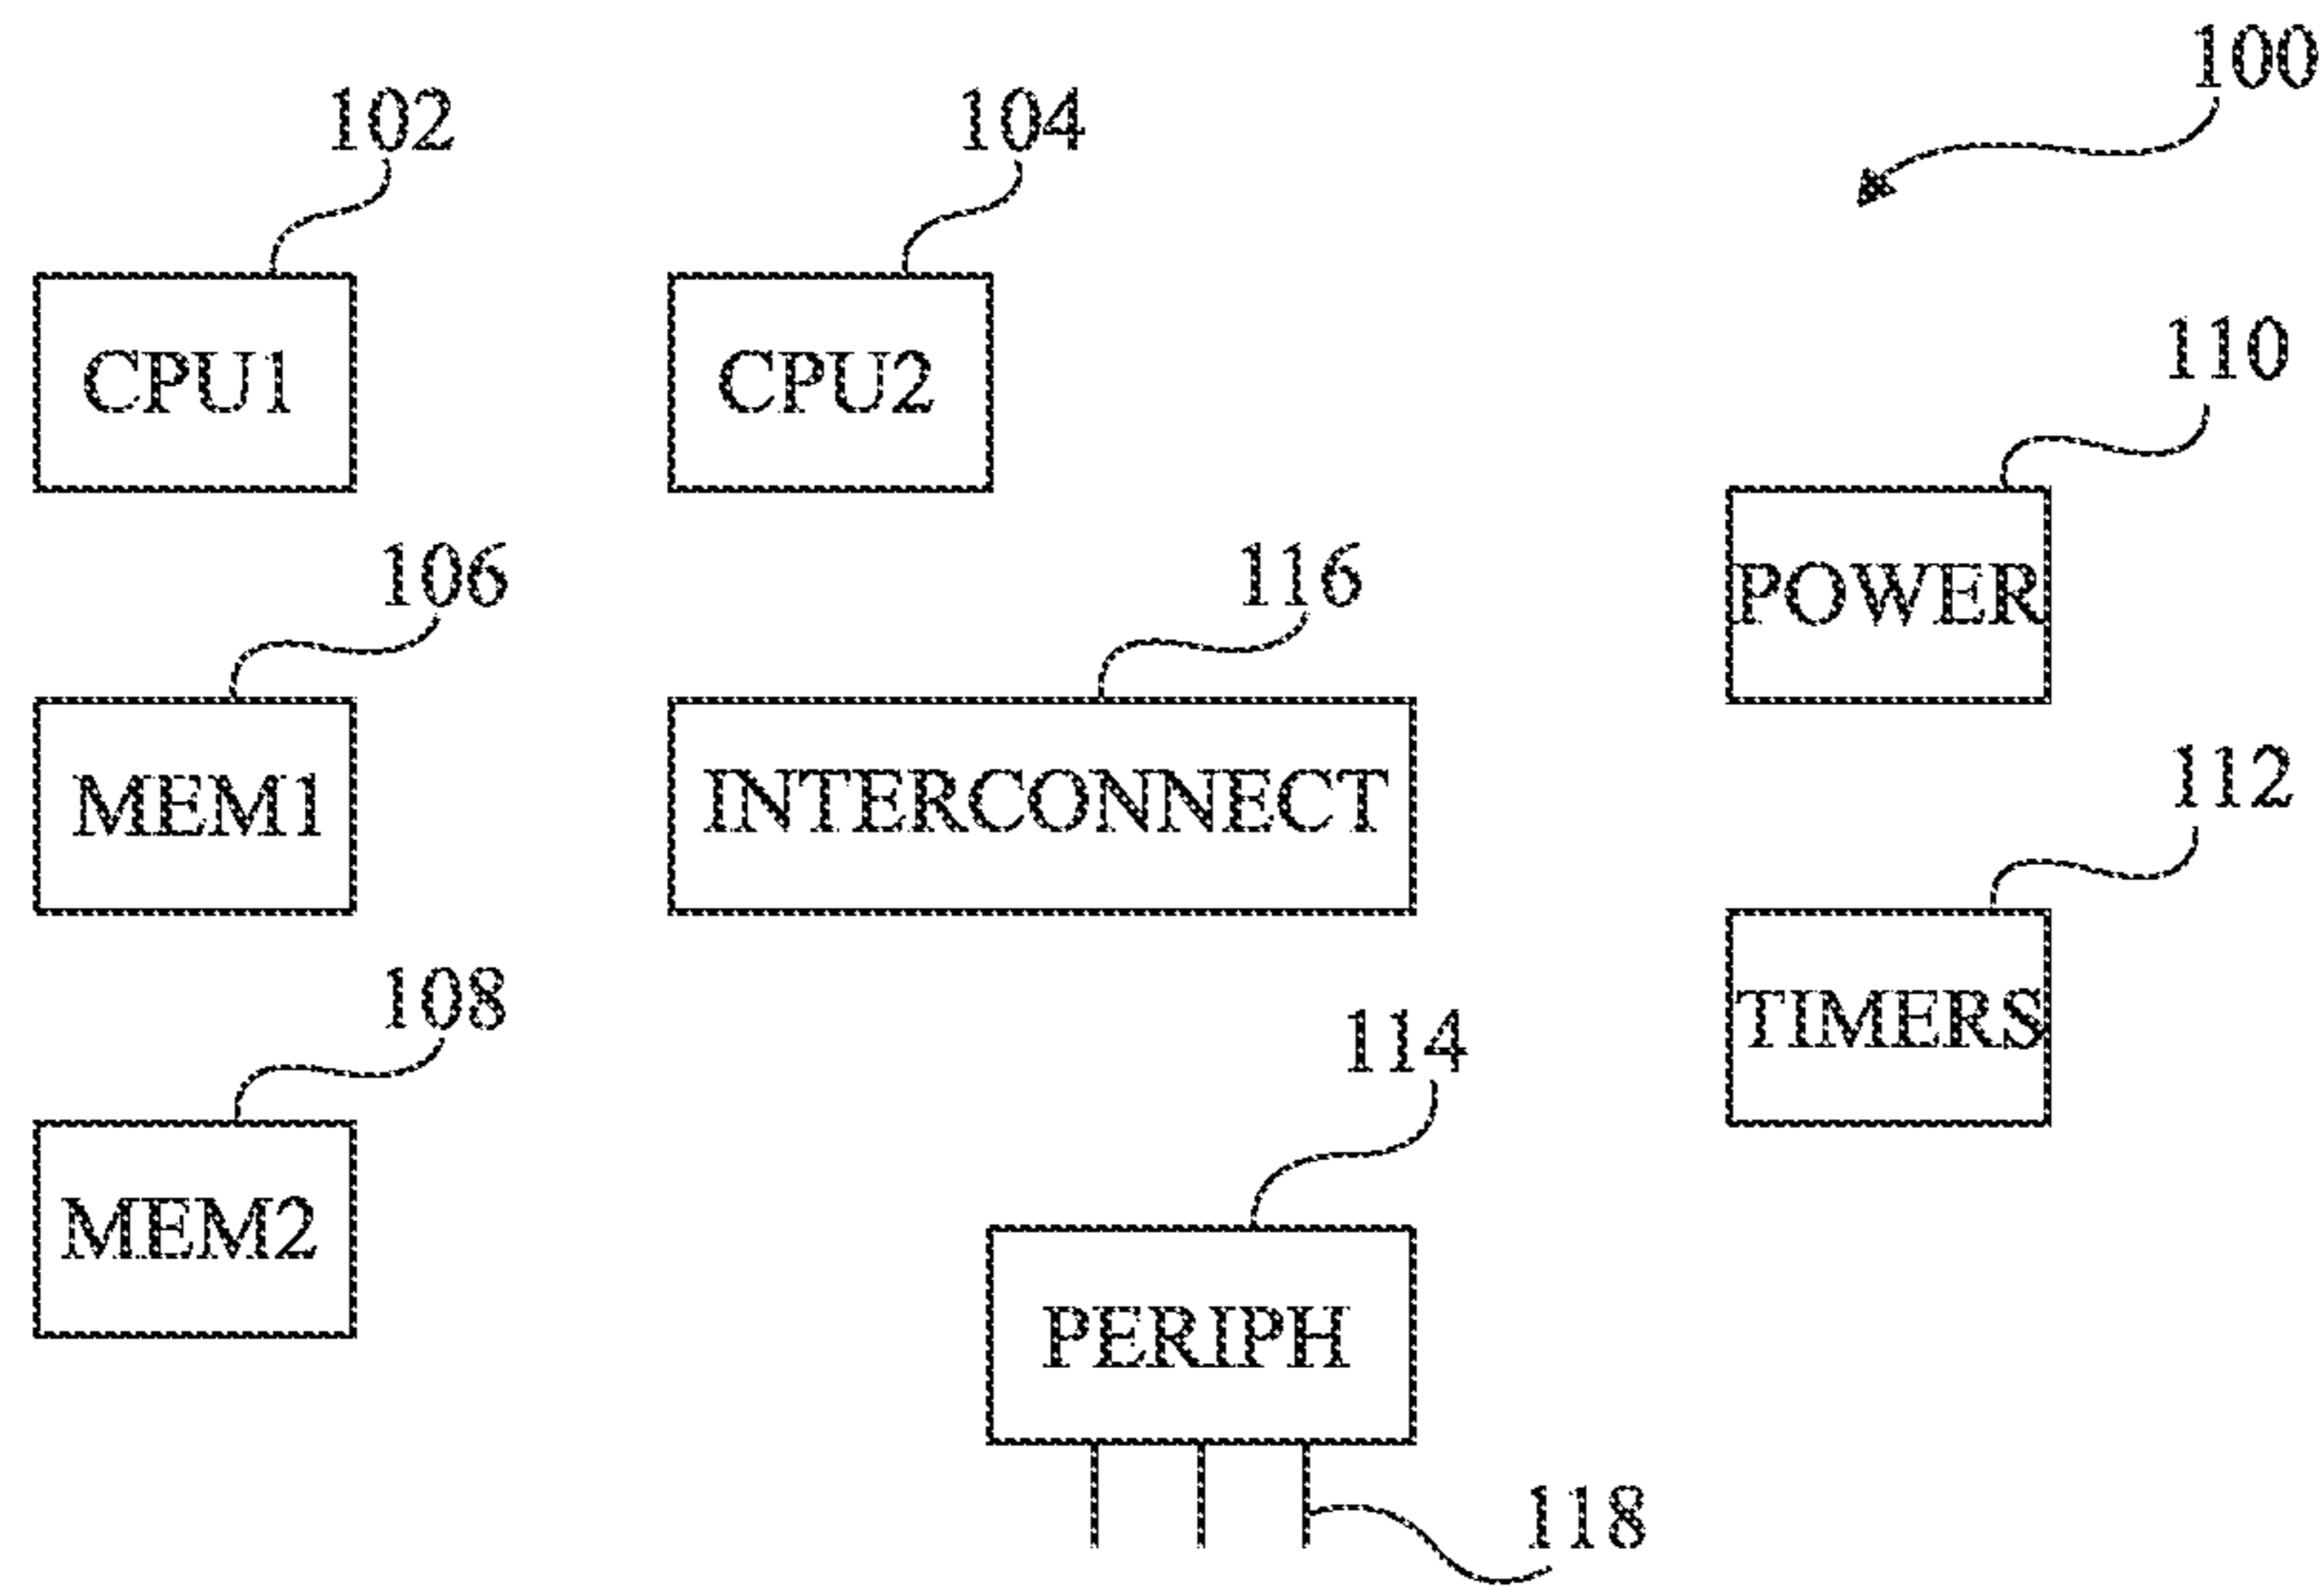 100
102
104
CPU1
CPU2
110
POWER
106
116
MEM1
INTERCONNECT
112
TIMERS
108
114
MEM2
PERIPH
118